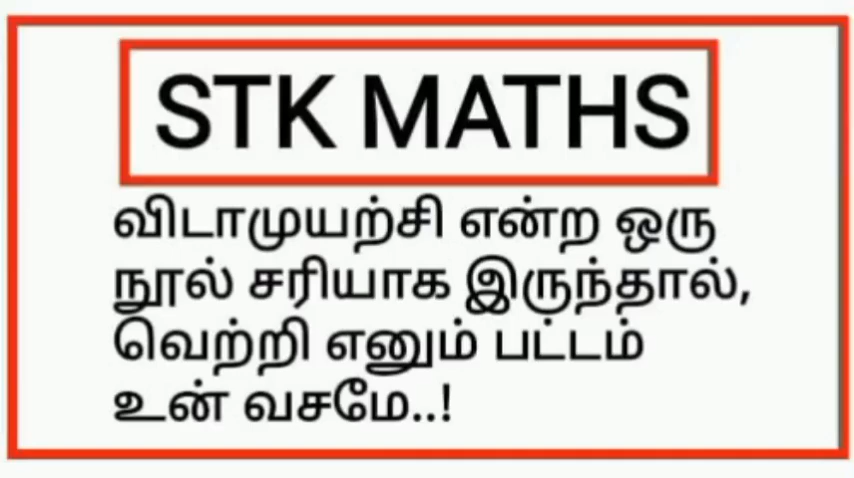 STK MATHS
விடாமுயற்சி என்ற ஒரு
நூல் சரியாக இருந்தால்,
வெற்றி எனும் பட்டம்
உன் வசமே..!